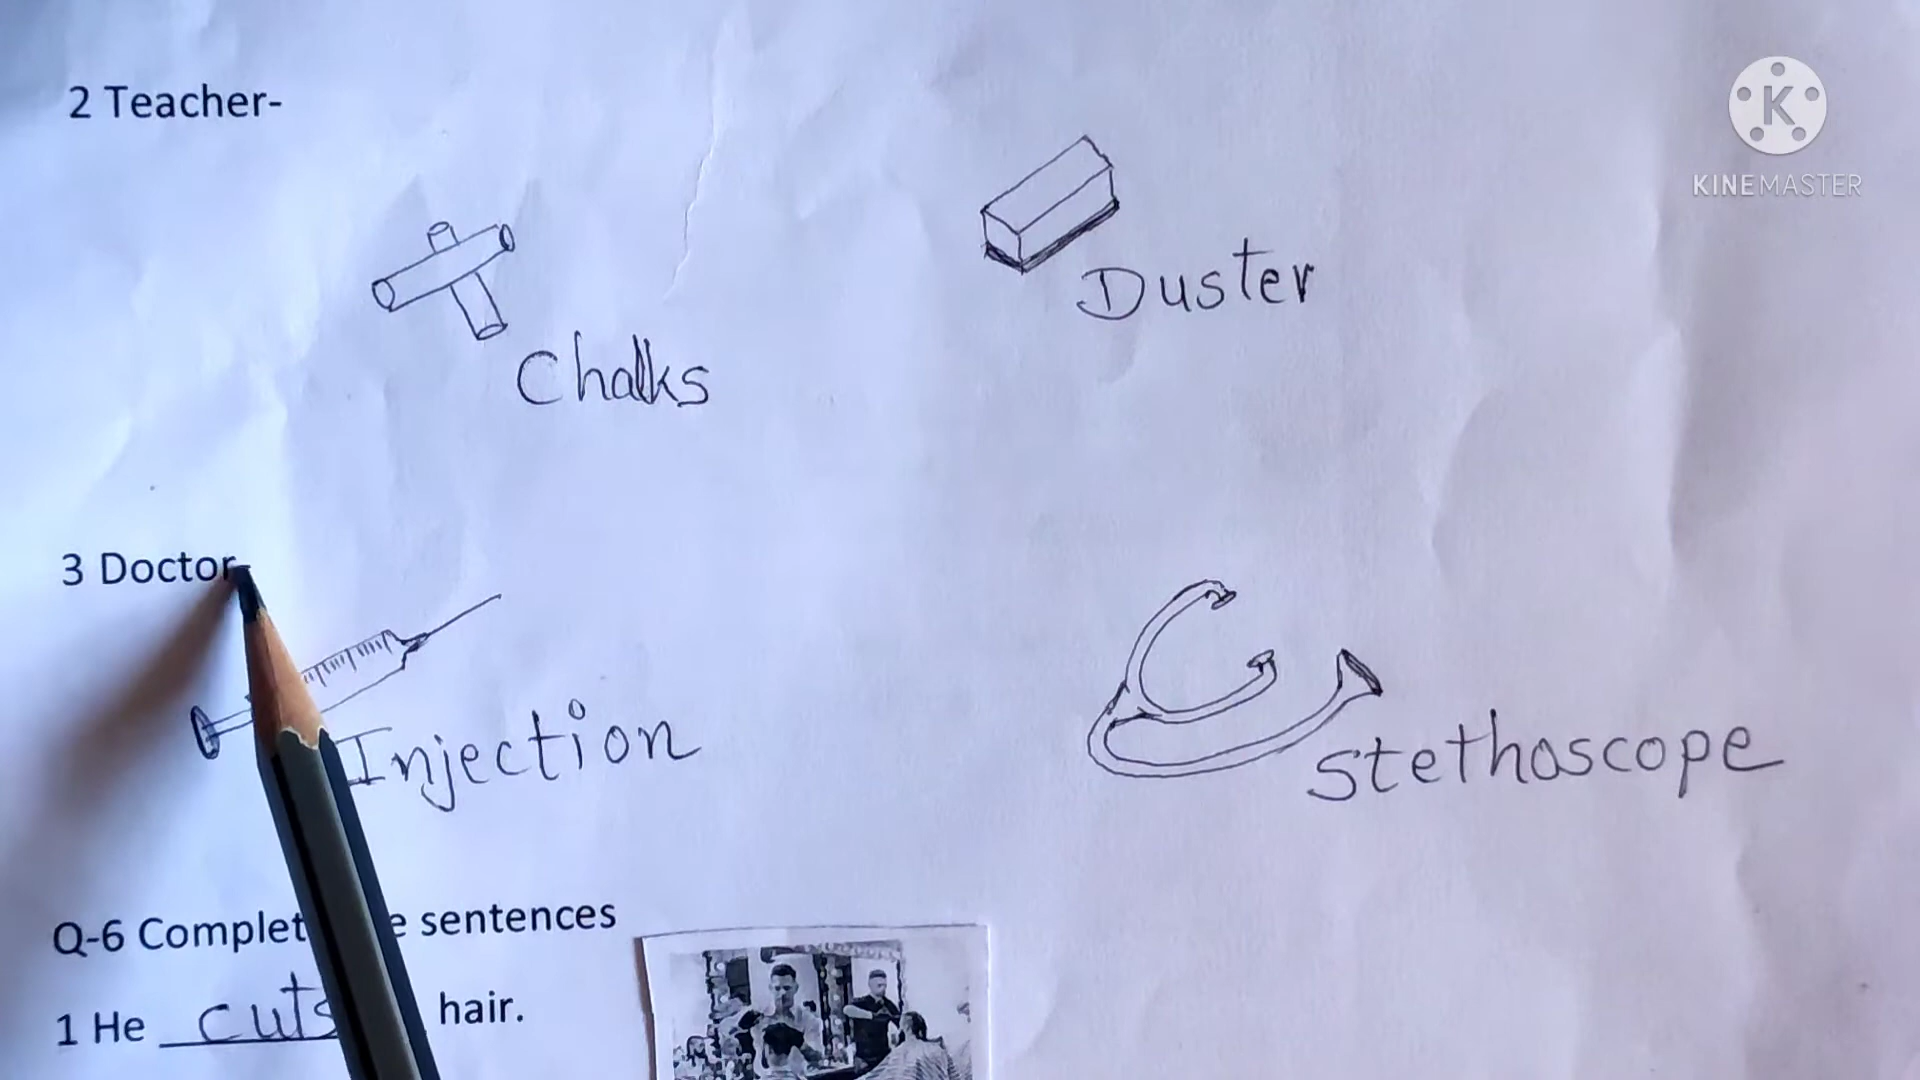 2 Teacher-
KINEMASTER
Duster
Chalks
3 Doctor-
Injection
Stethoscope
Q-6 Complet e sentences
1 He cuts hair.